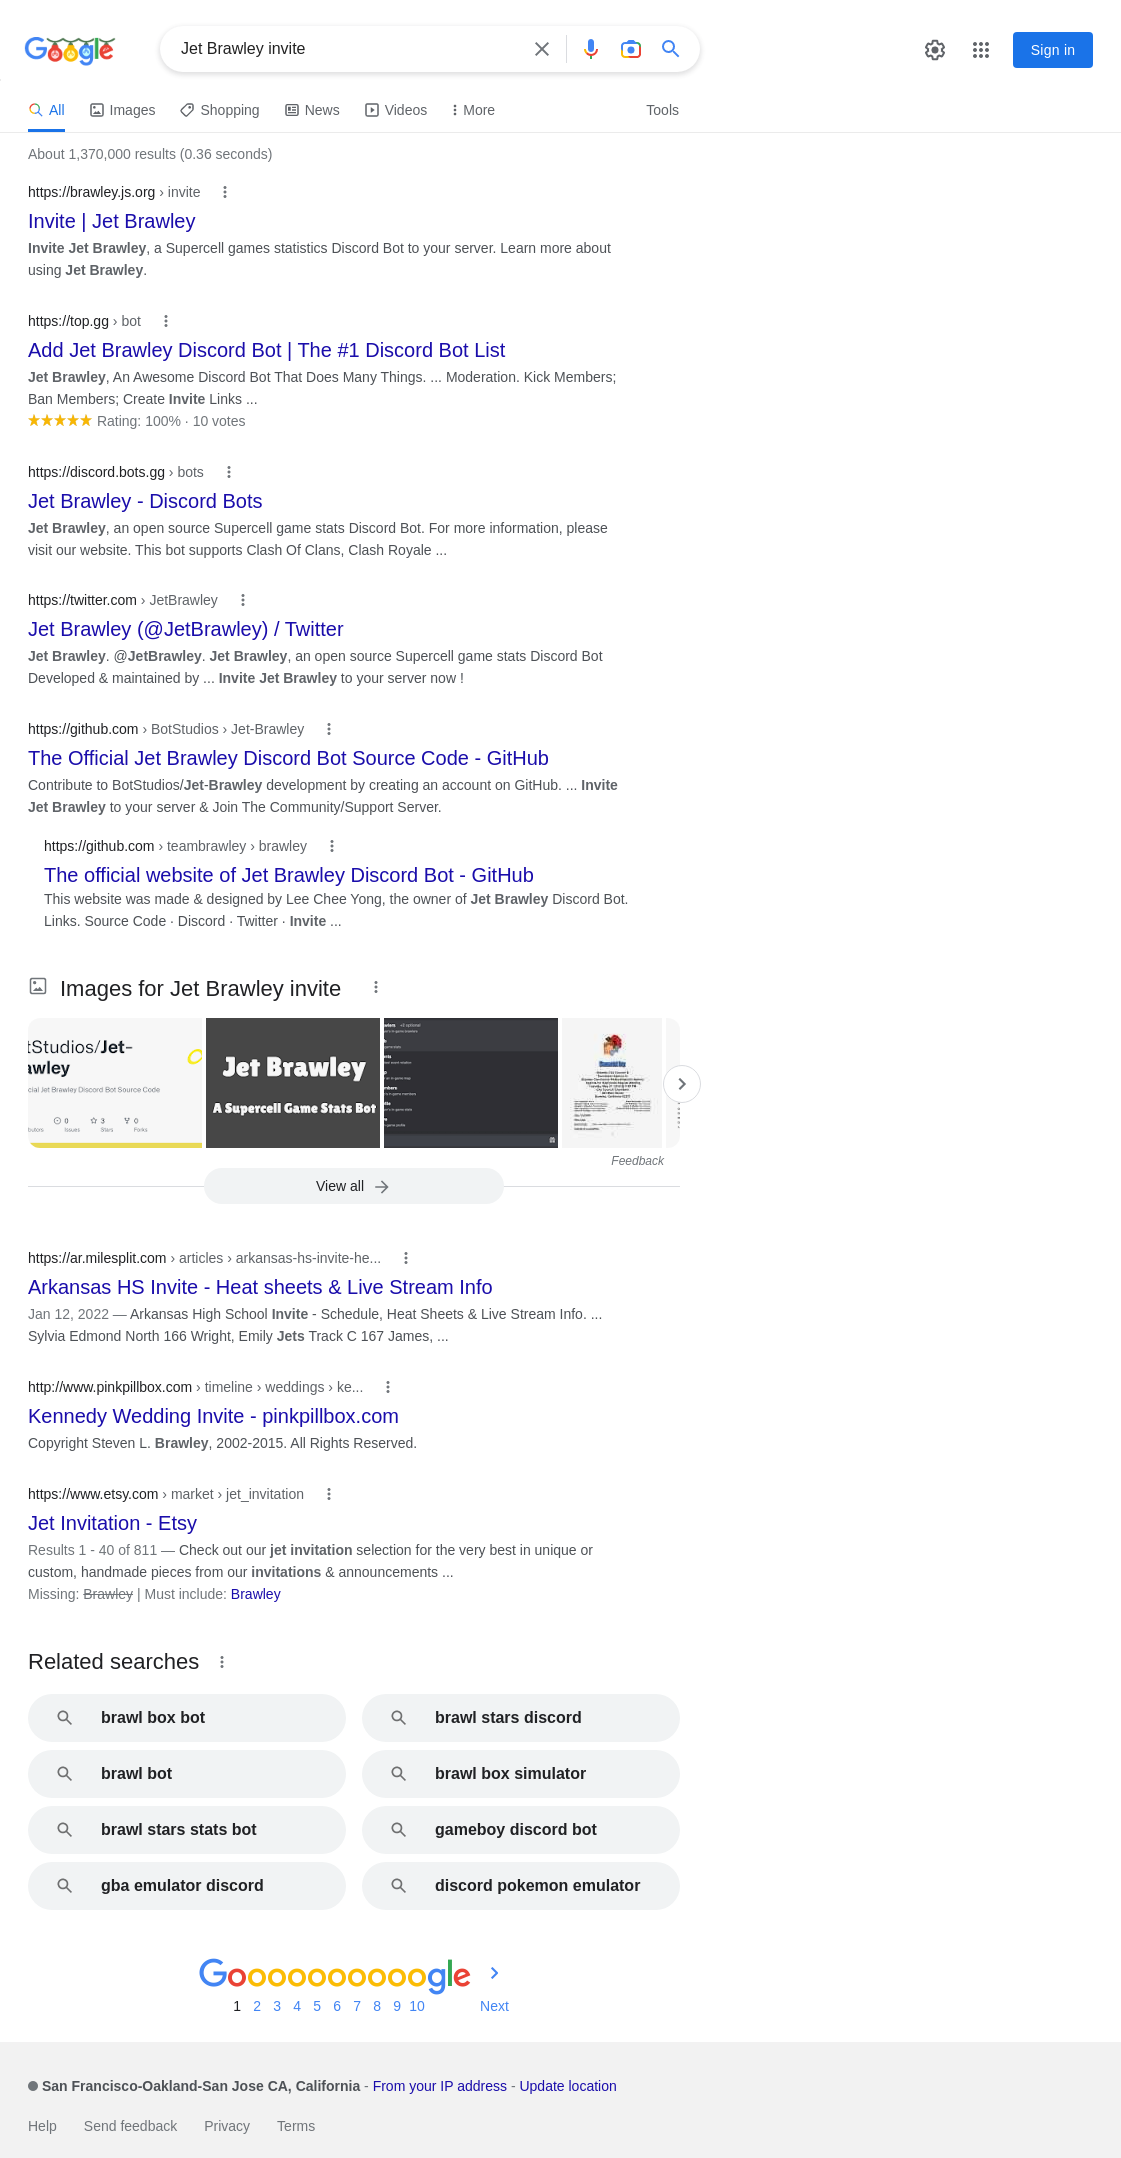 Google
Jet Brawley invite
Sign in
All Images Shopping News Videos More Tools
About 1,370,000 results (0.36 seconds)
https://brawley.js.org › invite
Invite | Jet Brawley
Invite Jet Brawley, a Supercell games statistics Discord Bot to your server. Learn more about
using Jet Brawley.
https://top.gg › bot
Add Jet Brawley Discord Bot | The #1 Discord Bot List
Jet Brawley, An Awesome Discord Bot That Does Many Things. ... Moderation. Kick Members;
Ban Members; Create Invite Links ...
Rating: 100% · 10 votes
https://discord.bots.gg › bots
Jet Brawley - Discord Bots
Jet Brawley, an open source Supercell game stats Discord Bot. For more information, please
visit our website. This bot supports Clash Of Clans, Clash Royale ...
https://twitter.com › JetBrawley
Jet Brawley (@JetBrawley) / Twitter
Jet Brawley. @JetBrawley. Jet Brawley, an open source Supercell game stats Discord Bot
Developed & maintained by ... Invite Jet Brawley to your server now !
https://github.com › BotStudios › Jet-Brawley
The Official Jet Brawley Discord Bot Source Code - GitHub
Contribute to BotStudios/Jet-Brawley development by creating an account on GitHub. ... Invite
Jet Brawley to your server & Join The Community/Support Server.
https://github.com › teambrawley › brawley
The official website of Jet Brawley Discord Bot - GitHub
This website was made & designed by Lee Chee Yong, the owner of Jet Brawley Discord Bot.
Links. Source Code · Discord · Twitter · Invite ...
Images for Jet Brawley invite
tStudios/Jet-
awley
cial Jet Brawley Discord Bot Source Code
0 3 0
Issues Stars Forks
Jet Brawley
A Supercell Game Stats Bot
Feedback
View all
https://ar.milesplit.com › articles › arkansas-hs-invite-he...
Arkansas HS Invite - Heat sheets & Live Stream Info
Jan 12, 2022 — Arkansas High School Invite - Schedule, Heat Sheets & Live Stream Info. ...
Sylvia Edmond North 166 Wright, Emily Jets Track C 167 James, ...
http://www.pinkpillbox.com › timeline › weddings › ke...
Kennedy Wedding Invite - pinkpillbox.com
Copyright Steven L. Brawley, 2002-2015. All Rights Reserved.
https://www.etsy.com › market › jet_invitation
Jet Invitation - Etsy
Results 1 - 40 of 811 — Check out our jet invitation selection for the very best in unique or
custom, handmade pieces from our invitations & announcements ...
Missing: Brawley | Must include: Brawley
Related searches
brawl box bot brawl stars discord
brawl bot brawl box simulator
brawl stars stats bot gameboy discord bot
gba emulator discord discord pokemon emulator
Goooooooooogle
1 2 3 4 5 6 7 8 9 10 Next
San Francisco-Oakland-San Jose CA, California - From your IP address - Update location
Help Send feedback Privacy Terms